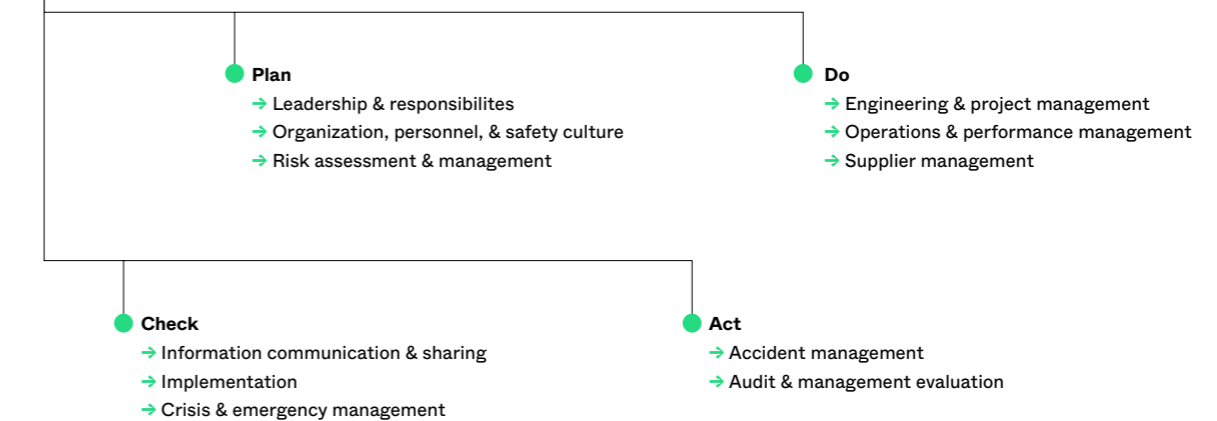 Plan
→ Leadership & responsibilites
→ Organization, personnel, & safety culture
→ Risk assessment & management
Do
→ Engineering & project management
→ Operations & performance management
→ Supplier management
Check
→ Information communication & sharing
→ Implementation
→ Crisis & emergency management
Act
→ Accident management
→ Audit & management evaluation